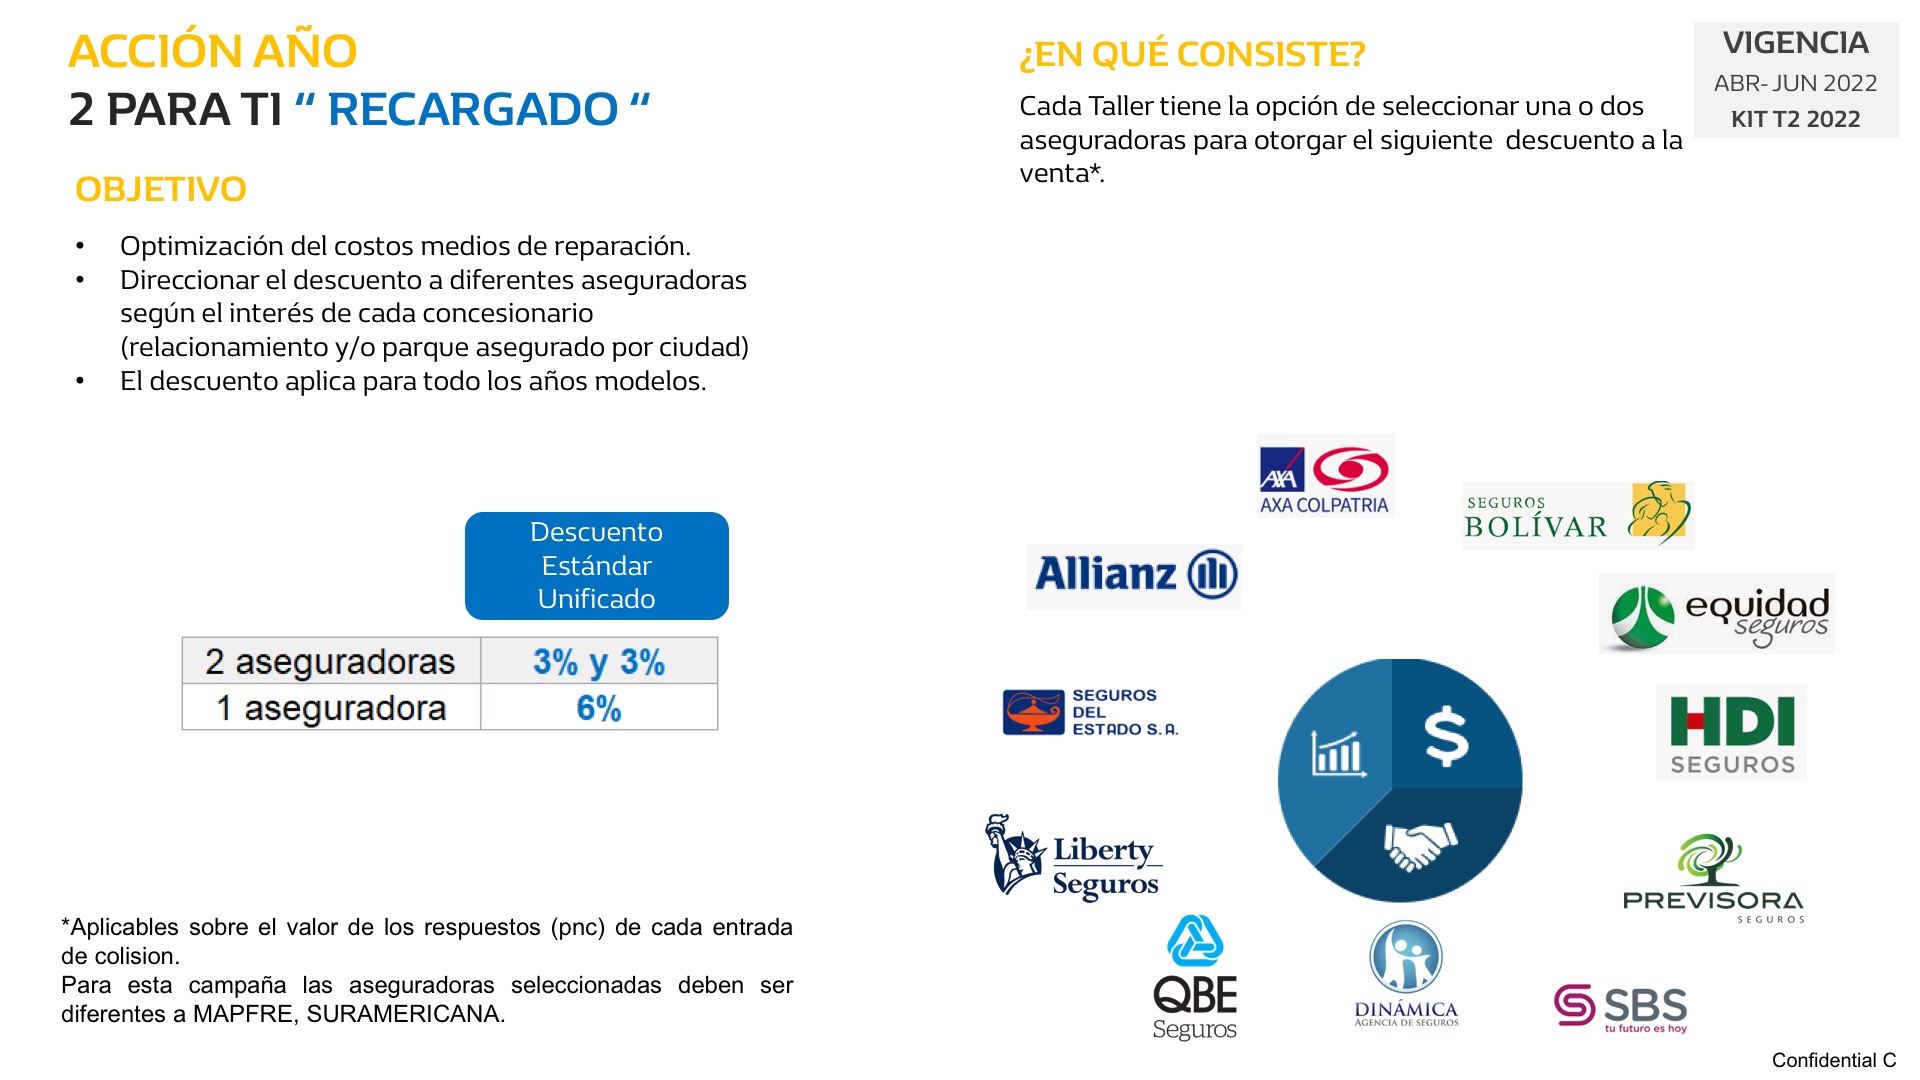 ACCIÓN AÑO
2 PARA TI “ RECARGADO “
OBJETIVO
• Optimización del costos medios de reparación.
• Direccionar el descuento a diferentes aseguradoras
según el interés de cada concesionario
(relacionamiento y/o parque asegurado por ciudad)
• El descuento aplica para todo los años modelos.
Descuento
Estándar
Unificado
2 aseguradoras 3% y 3%
1 aseguradora 6%
*Aplicables sobre el valor de los respuestos (pnc) de cada entrada
de colision.
Para esta campaña las aseguradoras seleccionadas deben ser
diferentes a MAPFRE, SURAMERICANA.
¿EN QUÉ CONSISTE?
Cada Taller tiene la opción de seleccionar una o dos
aseguradoras para otorgar el siguiente descuento a la
venta*.
VIGENCIA
ABR- JUN 2022
KIT T2 2022
AXA
AXA COLPATRIA
SEGUROS
BOLÍVAR
Allianz
equidad
seguros
SEGUROS
DEL
ESTADO S.A.
$
HDI
SEGUROS
Liberty
Seguros
PREVISORA
SEGUROS
QBE
Seguros
DINÁMICA
AGENCIA DE SEGUROS
SBS
tu futuro es hoy
Confidential C